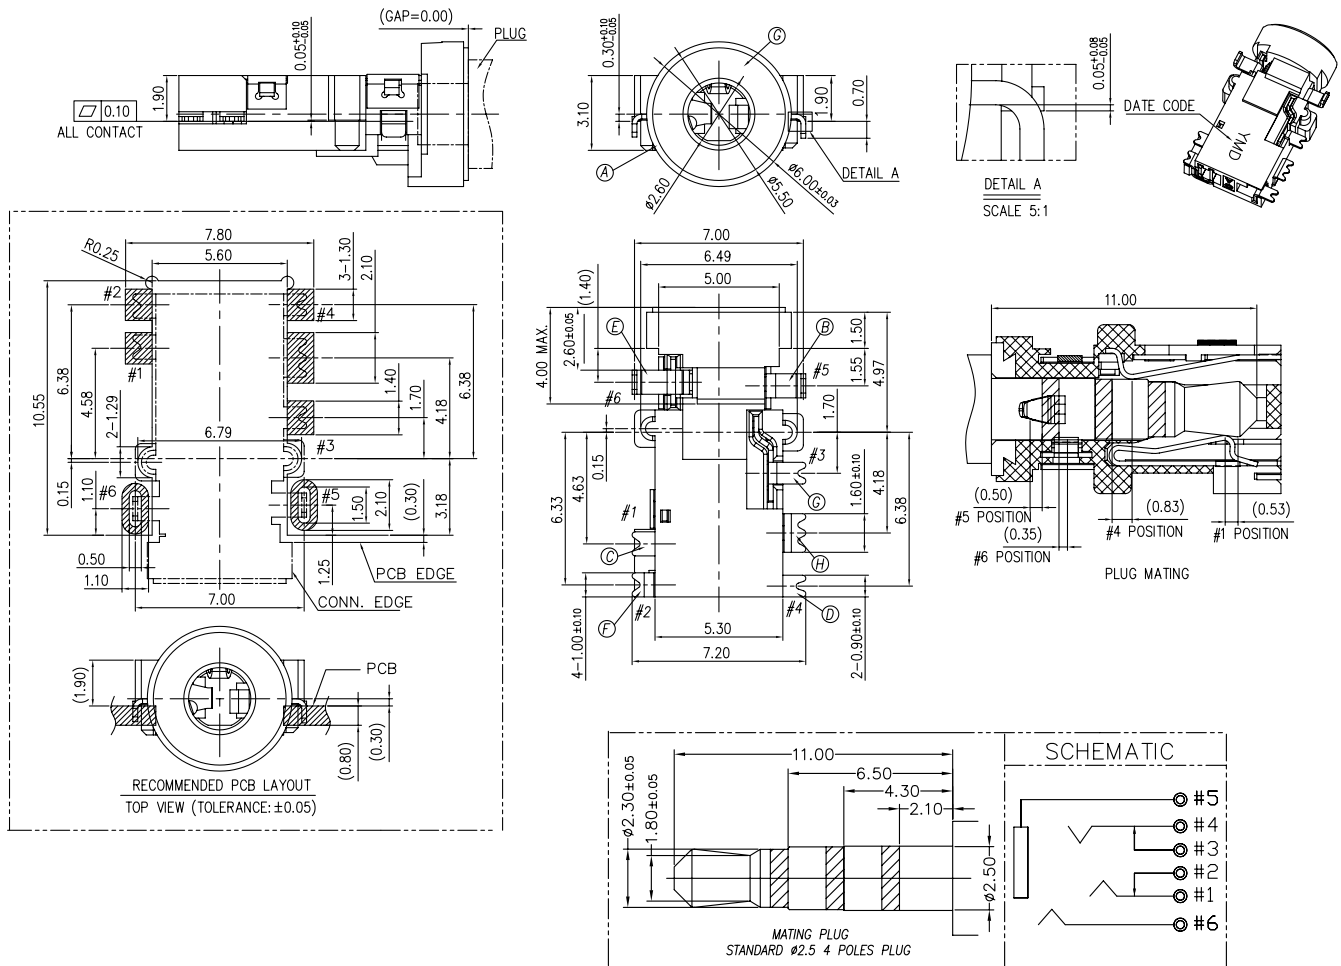 (GAP=0.00)
PLUG
0.05+0.10-0.05
1.90
0.10
ALL CONTACT
0.30+0.10-0.05
G
3.10
1.90
0.70
A
DETAIL A
ø2.60
ø5.50
ø6.00±0.03
0.05+0.08-0.05
DETAIL A
SCALE 5:1
DATE CODE
YMD
7.80
5.60
R0.25
3-1.30
2.10
#2
#4
#1
6.38
10.55
4.58
2-1.29
6.79
1.40
1.70
4.18
6.38
#3
0.15
1.10
#6
#5
1.50
2.10
(0.30)
3.18
0.50
1.10
1.25
PCB EDGE
7.00
CONN. EDGE
(1.90)
PCB
T
(0.80)
(0.30)
RECOMMENDED PCB LAYOUT
TOP VIEW (TOLERANCE:±0.05)
7.00
6.49
5.00
(1.40)
4.00 MAX.
2.60±0.05
E
B
#5
#6
1.50
1.55
4.97
1.70
0.15
#3
4.63
6.33
G
1.60±0.10
4.18
6.38
#1
C
H
#2
#4
F
D
5.30
7.20
4-1.00±0.10
2-0.90±0.10
11.00
(0.50)
#5 POSITION
(0.35)
#6 POSITION
(0.83)
#4 POSITION
(0.53)
#1 POSITION
PLUG MATING
11.00
6.50
4.30
2.10
ø2.30±0.05
1.80±0.05
ø2.50
MATING PLUG
STANDARD ø2.5 4 POLES PLUG
SCHEMATIC
#5
#4
#3
#2
#1
#6